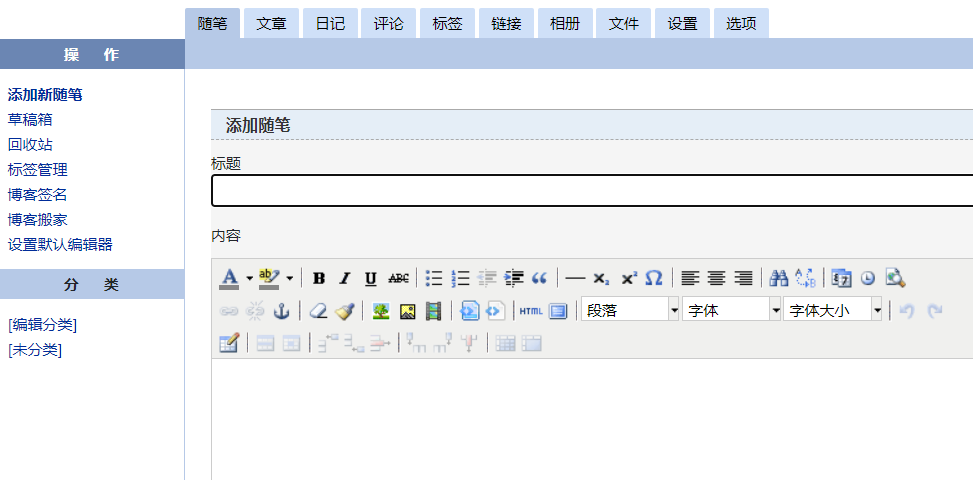 随笔 文章 日记 评论 标签 链接 相册 文件 设置 选项
操 作
添加新随笔
草稿箱
回收站
标签管理
博客签名
博客搬家
设置默认编辑器
分 类
[编辑分类]
[未分类]
添加随笔
标题
内容
A ab B I U ABC “ — x₂ x² Ω A B 7
HTML 段落 字体 字体大小